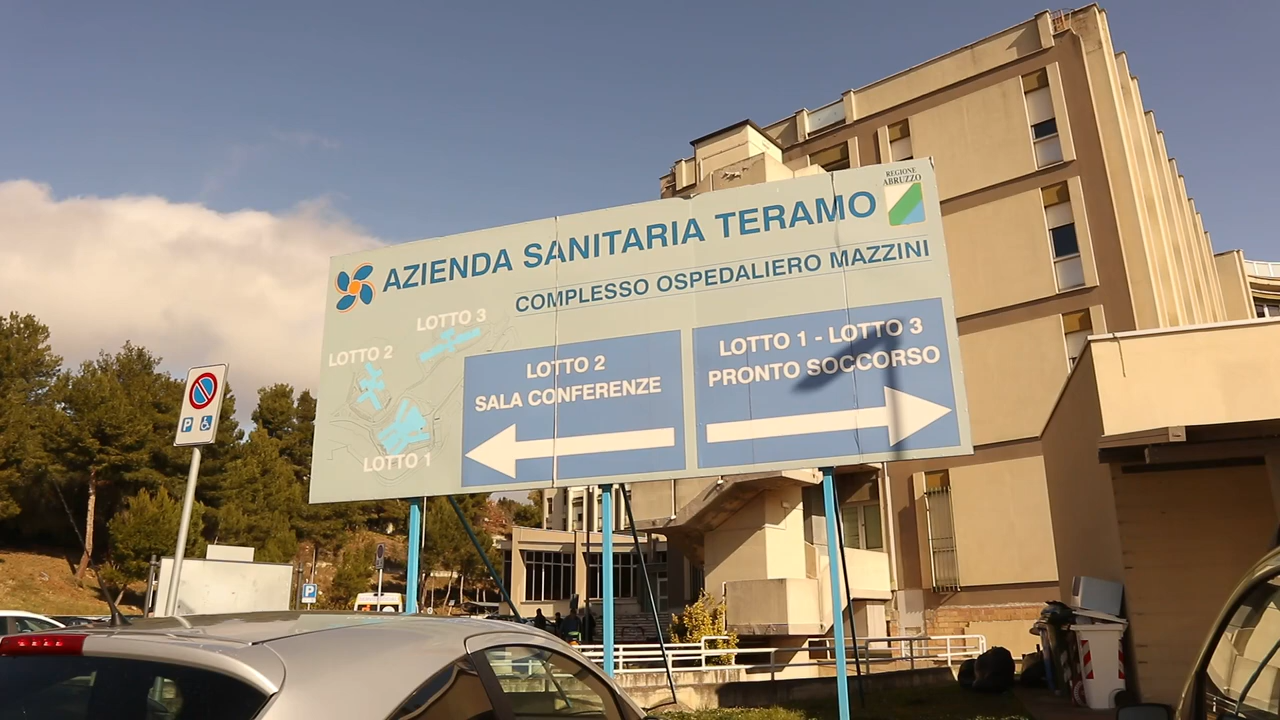 REGIONE
ABRUZZO
AZIENDA SANITARIA TERAMO
COMPLESSO OSPEDALIERO MAZZINI
LOTTO 3
LOTTO 2
LOTTO 1
LOTTO 2
SALA CONFERENZE
LOTTO 1 - LOTTO 3
PRONTO SOCCORSO
P
P